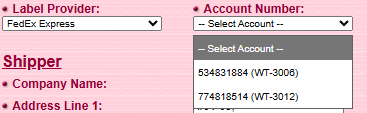 Label Provider: Account Number:
FedEx Express -- Select Account --
-- Select Account --
Shipper
534831884 (WT-3006)
Company Name:
774818514 (WT-3012)
Address Line 1: